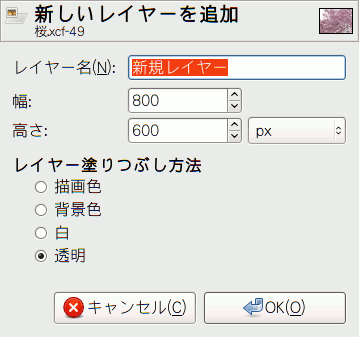 新しいレイヤーを追加
桜.xcf-49
レイヤー名(N): 新規レイヤー
幅: 800
高さ: 600 px
レイヤー塗りつぶし方法
描画色
背景色
白
透明
キャンセル(C) OK(O)